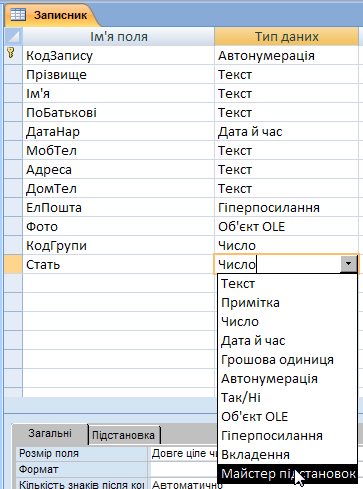 Записник
Ім'я поля Тип даних
КодЗапису Автонумерація
Прізвище Текст
Ім'я Текст
ПоБатькові Текст
ДатаНар Дата й час
МобТел Текст
Адреса Текст
ДомТел Текст
ЕлПошта Гіперпосилання
Фото Об'єкт OLE
КодГрупи Число
Стать Число
Текст
Примітка
Число
Дата й час
Грошова одиниця
Автонумерація
Так/Ні
Об'єкт OLE
Гіперпосилання
Вкладення
Майстер підстановок
Загальні Підстановка
Розмір поля Довге ціле чи
Формат
Кількість знаків після ком Автоматично